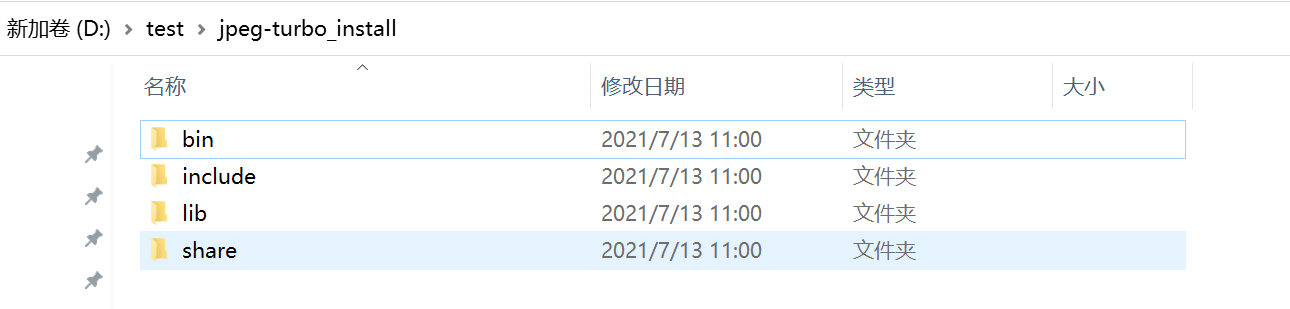 新加卷 (D:) > test > jpeg-turbo_install
名称 修改日期 类型 大小
bin 2021/7/13 11:00 文件夹
include 2021/7/13 11:00 文件夹
lib 2021/7/13 11:00 文件夹
share 2021/7/13 11:00 文件夹